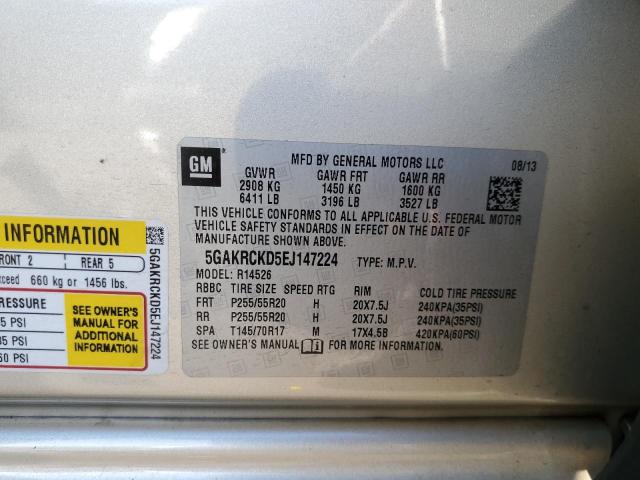 GM
MFD BY GENERAL MOTORS LLC
08/13
GVWR GAWR FRT GAWR RR
2908 KG 1450 KG 1600 KG
6411 LB 3196 LB 3527 LB
THIS VEHICLE CONFORMS TO ALL APPLICABLE U.S. FEDERAL MOTOR
VEHICLE SAFETY STANDARDS IN EFFECT ON THE DATE OF
MANUFACTURE SHOWN ABOVE.
5GAKRCKD5EJ147224 TYPE: M.P.V.
MODEL: R14526
RBBC TIRE SIZE SPEED RTG RIM COLD TIRE PRESSURE
FRT P255/55R20 H 20X7.5J 240KPA(35PSI)
RR P255/55R20 H 20X7.5J 240KPA(35PSI)
SPA T145/70R17 M 17X4.5B 420KPA(60PSI)
SEE OWNER'S MANUAL FOR MORE INFORMATION.
INFORMATION
RONT 2 REAR 5
xceed 660 kg or 1456 lbs.
RESSURE
5 PSI
35 PSI
60 PSI
SEE OWNER'S
MANUAL FOR
ADDITIONAL
INFORMATION
5GAKRCKD5EJ147224